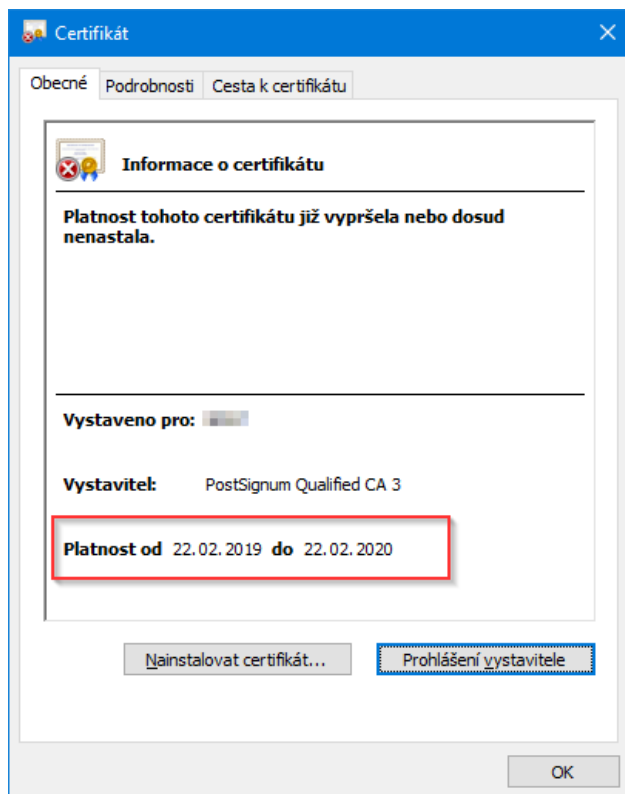 Certifikát
Obecné Podrobnosti Cesta k certifikátu
Informace o certifikátu
Platnost tohoto certifikátu již vypršela nebo dosud
nenastala.
Vystaveno pro:
Vystavitel: PostSignum Qualified CA 3
Platnost od 22.02.2019 do 22.02.2020
Nainstalovat certifikát... Prohlášení vystavitele
OK